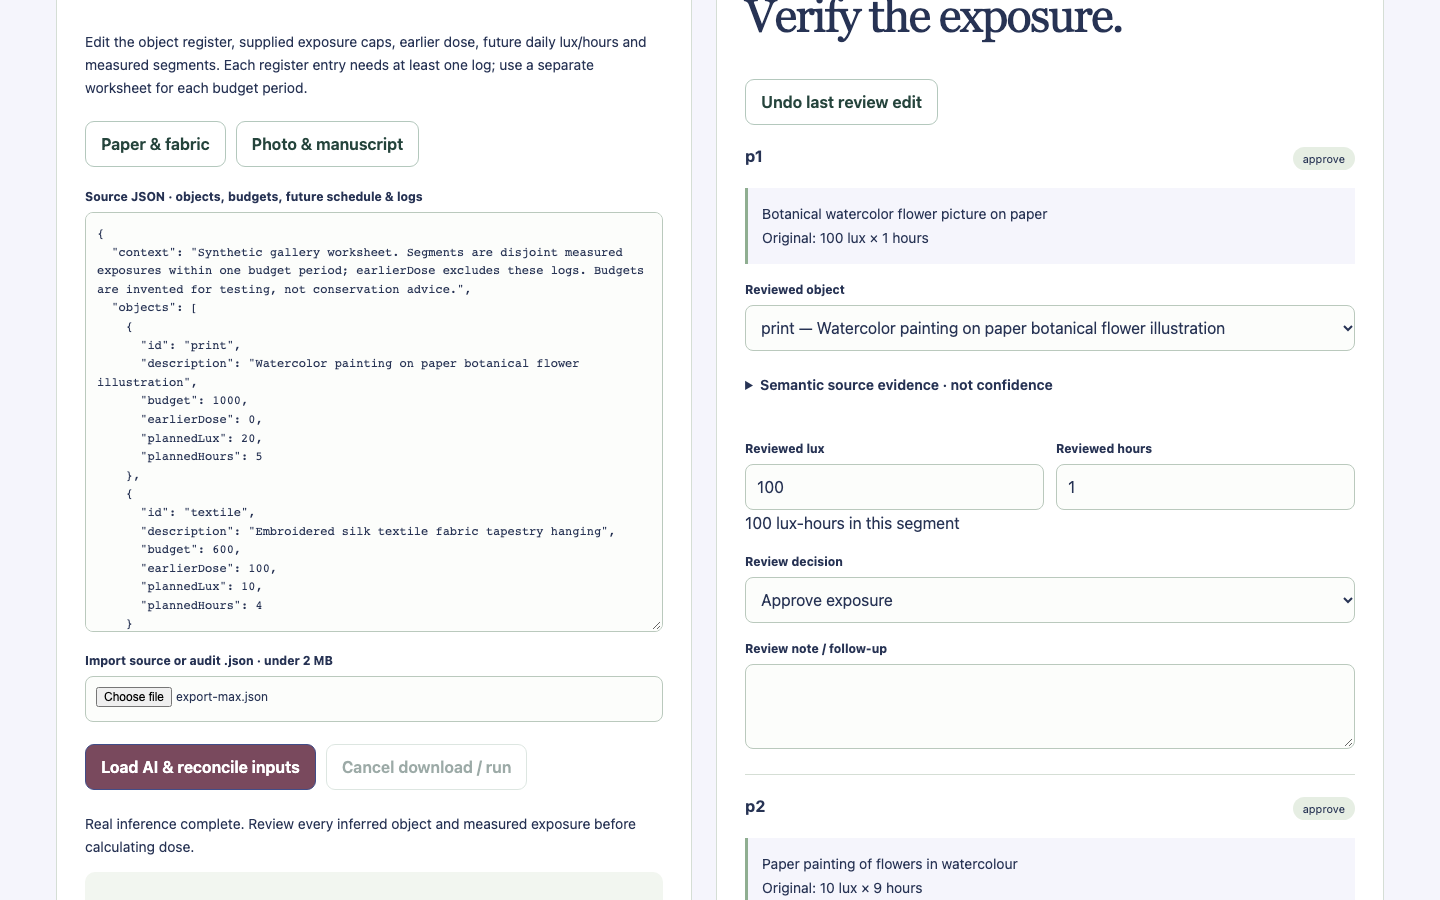 Edit the object register, supplied exposure caps, earlier dose, future daily lux/hours and
measured segments. Each register entry needs at least one log; use a separate
worksheet for each budget period.
Paper & fabric
Photo & manuscript
Source JSON · objects, budgets, future schedule & logs
{
"context": "Synthetic gallery worksheet. Segments are disjoint measured
exposures within one budget period; earlierDose excludes these logs. Budgets
are invented for testing, not conservation advice.",
"objects": [
{
"id": "print",
"description": "Watercolor painting on paper botanical flower
illustration",
"budget": 1000,
"earlierDose": 0,
"plannedLux": 20,
"plannedHours": 5
},
{
"id": "textile",
"description": "Embroidered silk textile fabric tapestry hanging",
"budget": 600,
"earlierDose": 100,
"plannedLux": 10,
"plannedHours": 4
}
Import source or audit .json · under 2 MB
Choose file export-max.json
Load AI & reconcile inputs
Cancel download / run
Real inference complete. Review every inferred object and measured exposure before
calculating dose.
Verify the exposure.
Undo last review edit
p1
approve
Botanical watercolor flower picture on paper
Original: 100 lux × 1 hours
Reviewed object
print — Watercolor painting on paper botanical flower illustration
Semantic source evidence · not confidence
Reviewed lux
Reviewed hours
100
1
100 lux-hours in this segment
Review decision
Approve exposure
Review note / follow-up
p2
approve
Paper painting of flowers in watercolour
Original: 10 lux × 9 hours